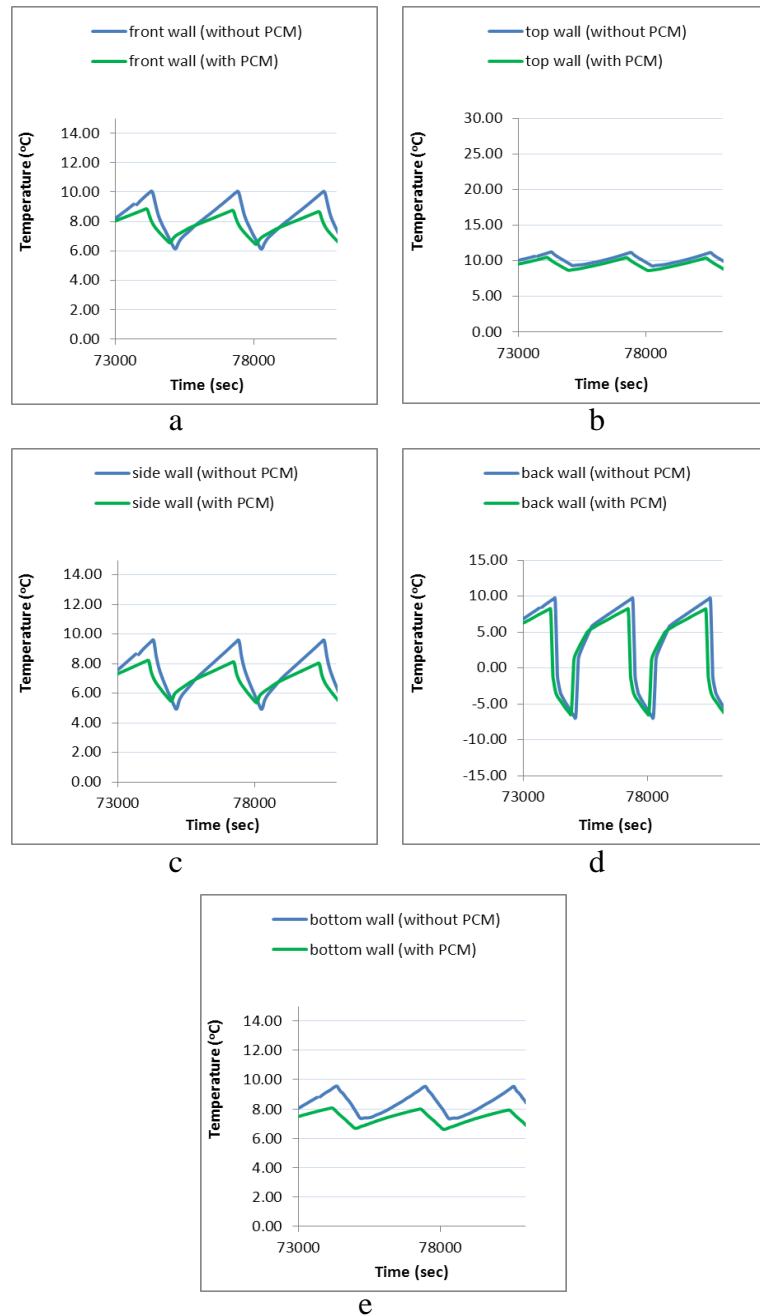 front wall (without PCM)
front wall (with PCM)
Temperature (ºC)
14.00
12.00
10.00
8.00
6.00
4.00
2.00
0.00
73000 78000
Time (sec)
a
top wall (without PCM)
top wall (with PCM)
Temperature (ºC)
30.00
25.00
20.00
15.00
10.00
5.00
0.00
73000 78000
Time (sec)
b
side wall (without PCM)
side wall (with PCM)
Temperature (ºC)
14.00
12.00
10.00
8.00
6.00
4.00
2.00
0.00
73000 78000
Time (sec)
c
back wall (without PCM)
back wall (with PCM)
Temperature (ºC)
15.00
10.00
5.00
0.00
-5.00
-10.00
-15.00
73000 78000
Time (sec)
d
bottom wall (without PCM)
bottom wall (with PCM)
Temperature (ºC)
14.00
12.00
10.00
8.00
6.00
4.00
2.00
0.00
73000 78000
Time (sec)
e